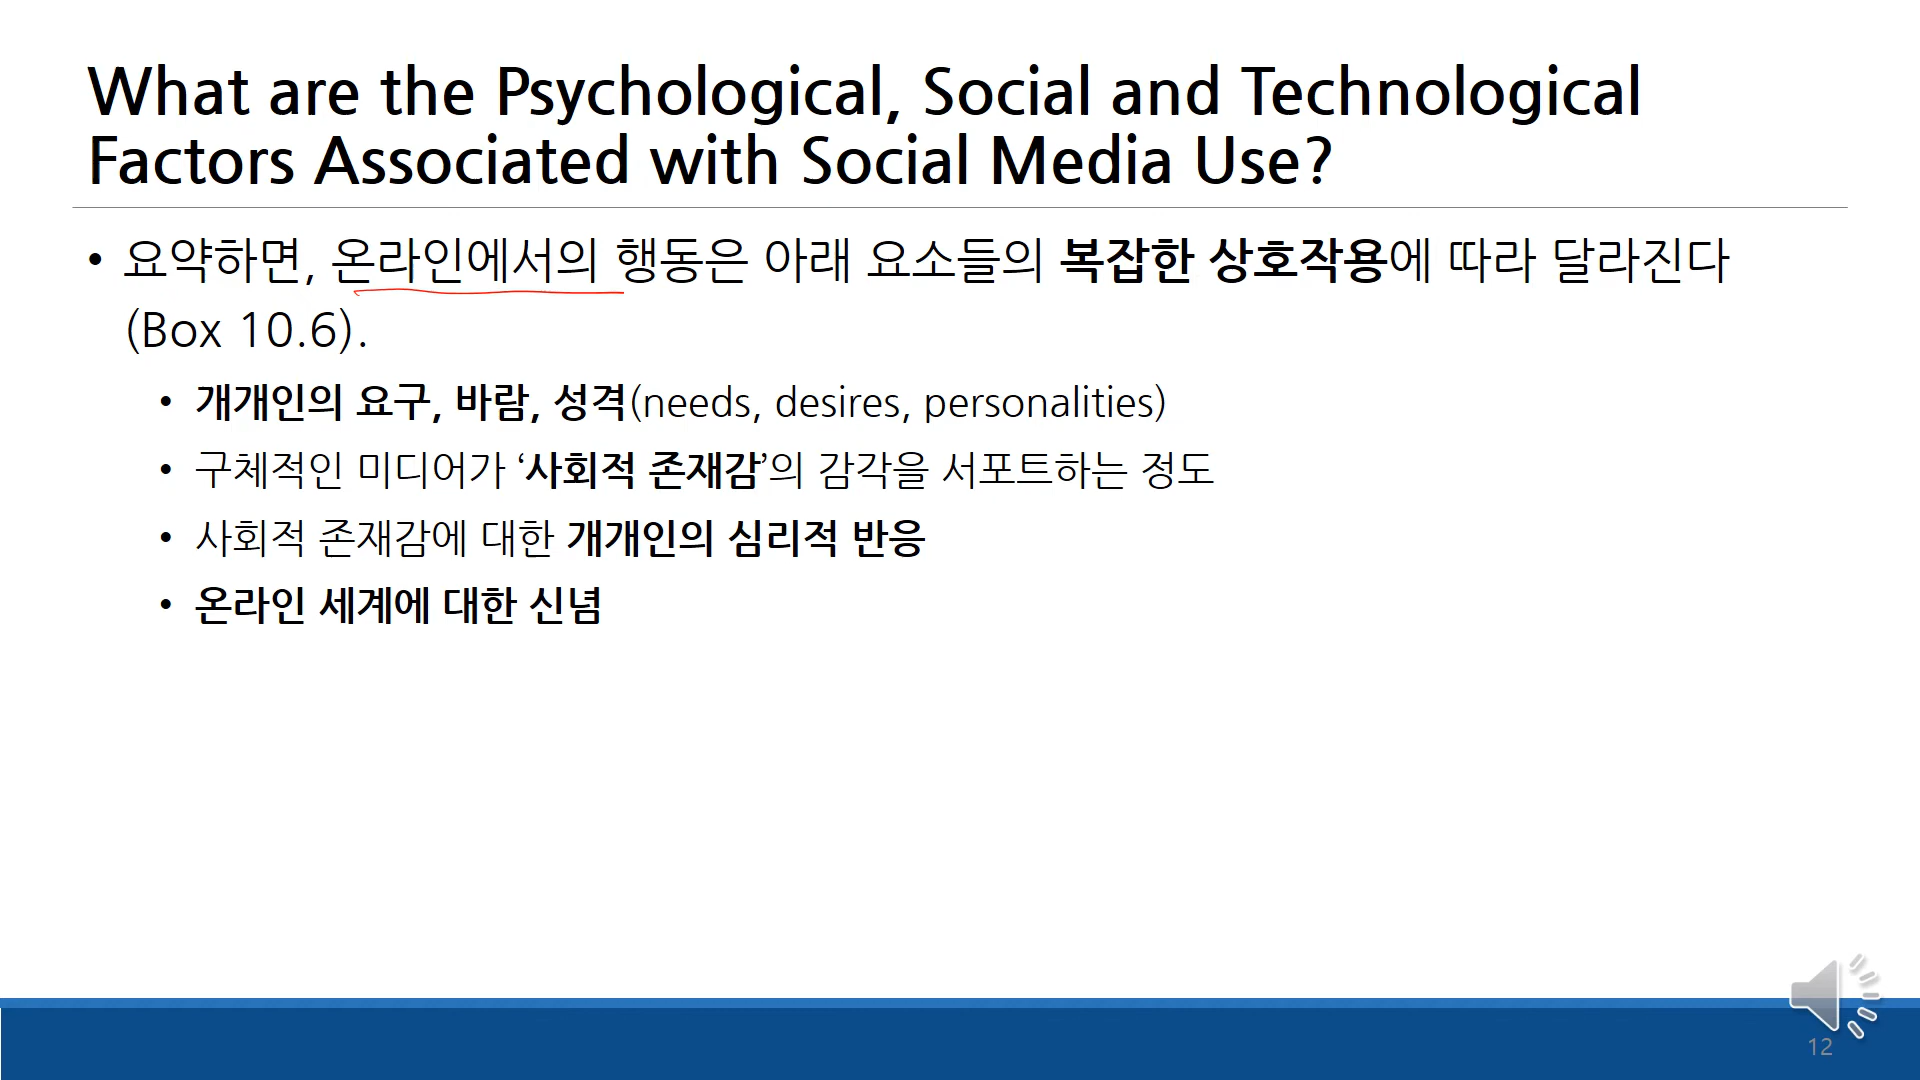 What are the Psychological, Social and Technological
Factors Associated with Social Media Use?
• 요약하면, 온라인에서의 행동은 아래 요소들의 복잡한 상호작용에 따라 달라진다
(Box 10.6).
• 개개인의 요구, 바람, 성격(needs, desires, personalities)
• 구체적인 미디어가 ‘사회적 존재감’의 감각을 서포트하는 정도
• 사회적 존재감에 대한 개개인의 심리적 반응
• 온라인 세계에 대한 신념
12